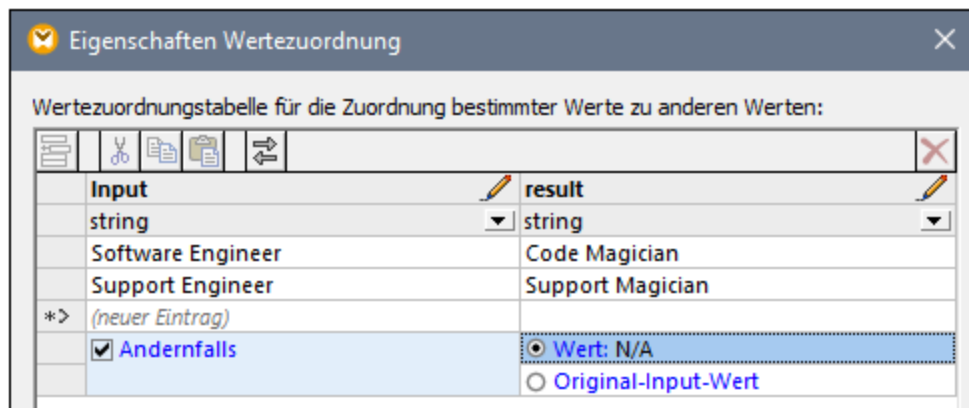 Eigenschaften Wertezuordnung
Wertezuordnungstabelle für die Zuordnung bestimmter Werte zu anderen Werten:
Input result
string string
Software Engineer Code Magician
Support Engineer Support Magician
(neuer Eintrag)
Andernfalls Wert: N/A
Original-Input-Wert